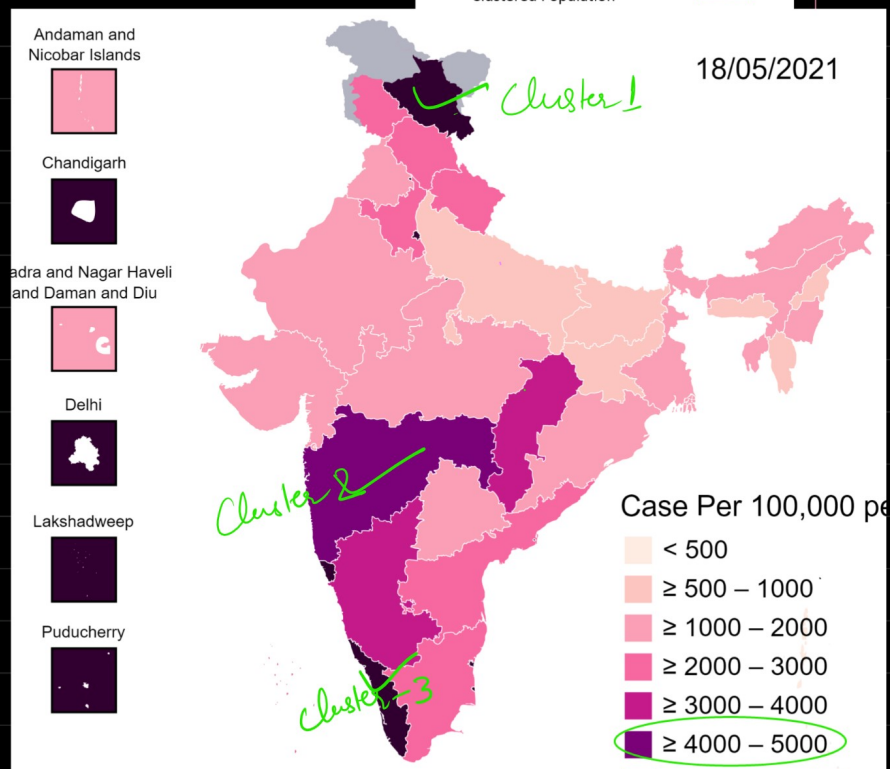 Clustered Population
18/05/2021
Andaman and
Nicobar Islands
Chandigarh
adra and Nagar Haveli
and Daman and Diu
Delhi
Lakshadweep
Puducherry
Cluster 1
Cluster 2
Cluster-3
Case Per 100,000 pe
< 500
≥ 500 – 1000
≥ 1000 – 2000
≥ 2000 – 3000
≥ 3000 – 4000
≥ 4000 – 5000